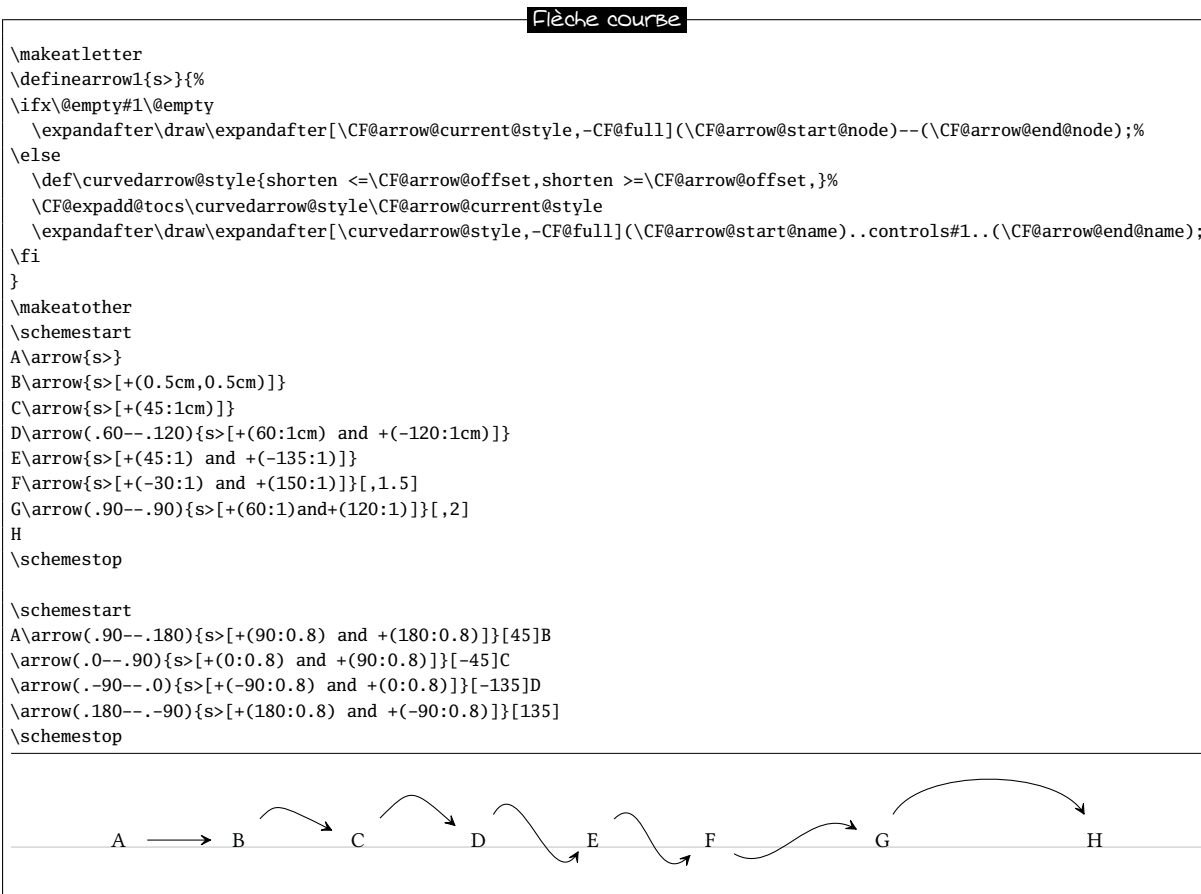 Flèche courbe
\makeatletter
\definearrow1{s>}{%
\ifx\@empty#1\@empty
  \expandafter\draw\expandafter[\CF@arrow@current@style,-CF@full](\CF@arrow@start@node)--(\CF@arrow@end@node);%
\else
  \def\curvedarrow@style{shorten <=\CF@arrow@offset,shorten >=\CF@arrow@offset,}%
  \CF@expadd@tocs\curvedarrow@style\CF@arrow@current@style
  \expandafter\draw\expandafter[\curvedarrow@style,-CF@full](\CF@arrow@start@name)..controls#1..(\CF@arrow@end@name);
\fi
}
\makeatother
\schemestart
A\arrow{s>}
B\arrow{s>[+(0.5cm,0.5cm)]}
C\arrow{s>[+(45:1cm)]}
D\arrow(.60--.120){s>[+(60:1cm) and +(-120:1cm)]}
E\arrow{s>[+(45:1) and +(-135:1)]}
F\arrow{s>[+(-30:1) and +(150:1)]}[,1.5]
G\arrow(.90--.90){s>[+(60:1)and+(120:1)]}[,2]
H
\schemestop

\schemestart
A\arrow(.90--.180){s>[+(90:0.8) and +(180:0.8)]}[45]B
\arrow(.0--.90){s>[+(0:0.8) and +(90:0.8)]}[-45]C
\arrow(.-90--.0){s>[+(-90:0.8) and +(0:0.8)]}[-135]D
\arrow(.180--.-90){s>[+(180:0.8) and +(-90:0.8)]}[135]
\schemestop
A B C D E F G H